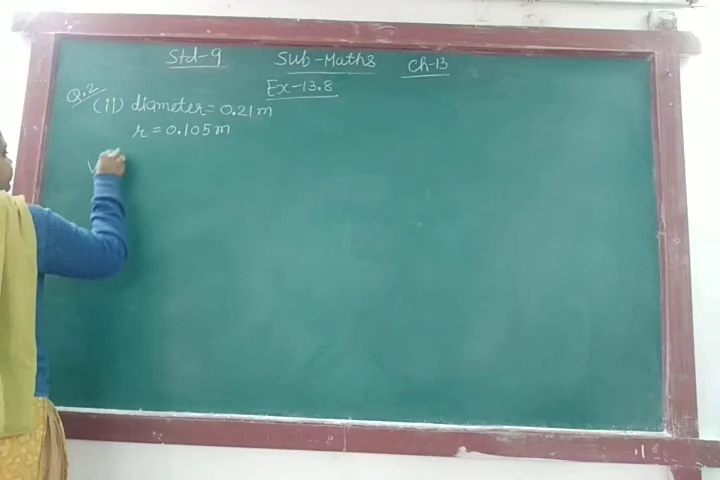 Std-9 Sub-Maths Ch-13
Ex-13.8
Q.2 (ii) diameter = 0.21 m
r = 0.105 m
V